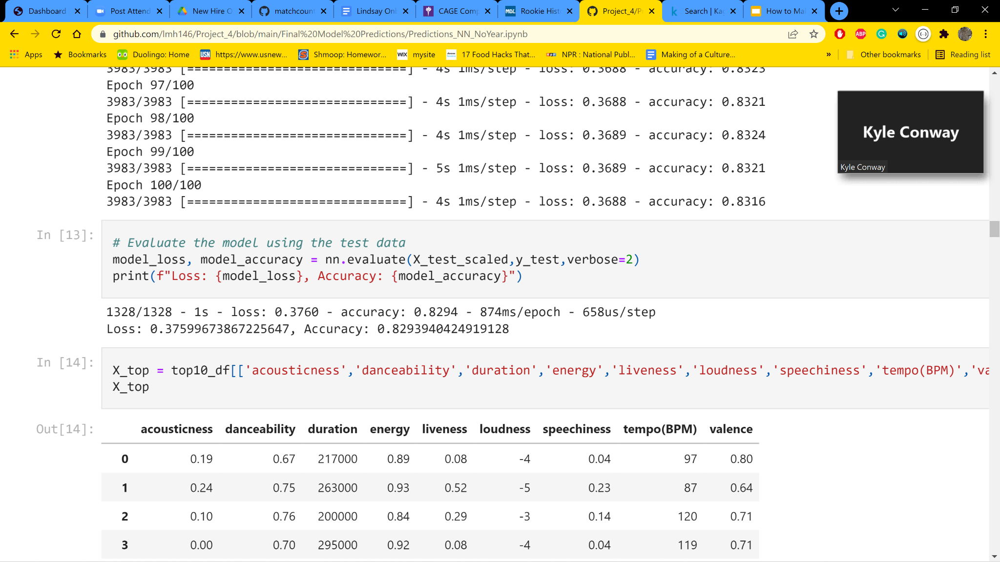 Dashboard
Post Attend
New Hire O
matchcount
Lindsay Onl
CAGE Comp
MDL Rookie Hist
Project_4/P
k Search | Kag
How to Ma
github.com/lmh146/Project_4/blob/main/Final%20Model%20Predictions/Predictions_NN_NoYear.ipynb
ABP
Apps
Bookmarks
Duolingo: Home
USN https://www.usnew...
Shmoop: Homewor...
WIX mysite
17 Food Hacks That...
NPR : National Publ...
Making of a Culture...
»
Other bookmarks
Reading list
3983/3983 [==============================] - 4s 1ms/step - loss: 0.3688 - accuracy: 0.8323
Epoch 97/100
3983/3983 [==============================] - 4s 1ms/step - loss: 0.3688 - accuracy: 0.8321
Epoch 98/100
3983/3983 [==============================] - 4s 1ms/step - loss: 0.3689 - accuracy: 0.8324
Epoch 99/100
3983/3983 [==============================] - 5s 1ms/step - loss: 0.3689 - accuracy: 0.8321
Epoch 100/100
3983/3983 [==============================] - 4s 1ms/step - loss: 0.3688 - accuracy: 0.8316
Kyle Conway
Kyle Conway
In [13]:
# Evaluate the model using the test data
model_loss, model_accuracy = nn.evaluate(X_test_scaled,y_test,verbose=2)
print(f"Loss: {model_loss}, Accuracy: {model_accuracy}")
1328/1328 - 1s - loss: 0.3760 - accuracy: 0.8294 - 874ms/epoch - 658us/step
Loss: 0.37599673867225647, Accuracy: 0.8293940424919128
In [14]:
X_top = top10_df[['acousticness','danceability','duration','energy','liveness','loudness','speechiness','tempo(BPM)','va
X_top
Out[14]:
acousticness danceability duration energy liveness loudness speechiness tempo(BPM) valence
0 0.19 0.67 217000 0.89 0.08 -4 0.04 97 0.80
1 0.24 0.75 263000 0.93 0.52 -5 0.23 87 0.64
2 0.10 0.76 200000 0.84 0.29 -3 0.14 120 0.71
3 0.00 0.70 295000 0.92 0.08 -4 0.04 119 0.71